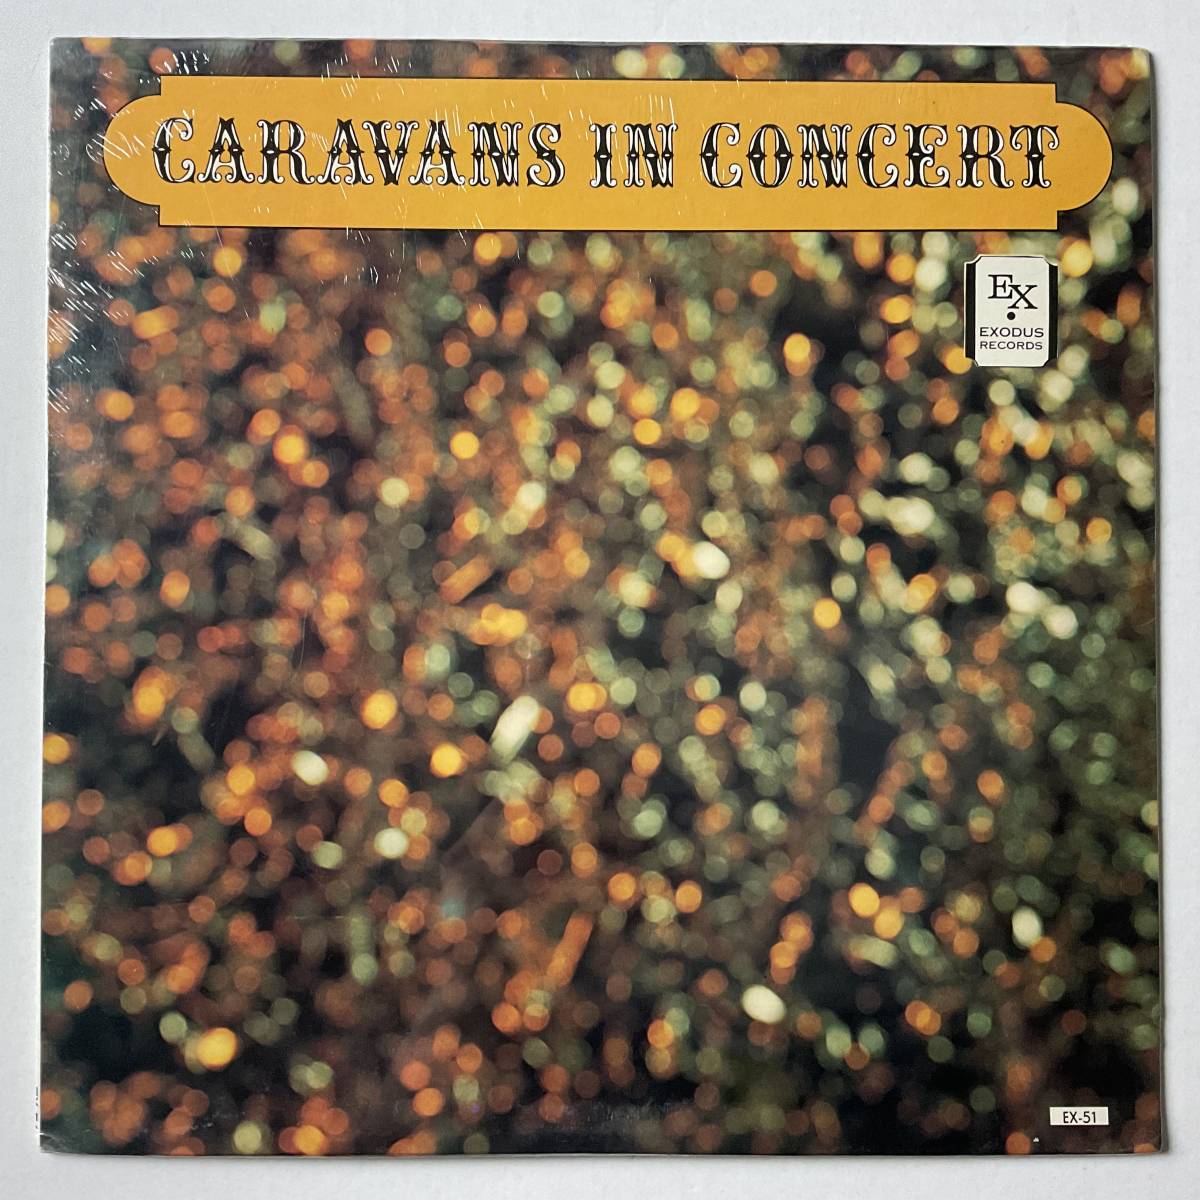 CARAVANS IN CONCERT
EX
EXODUS
RECORDS
EX-51